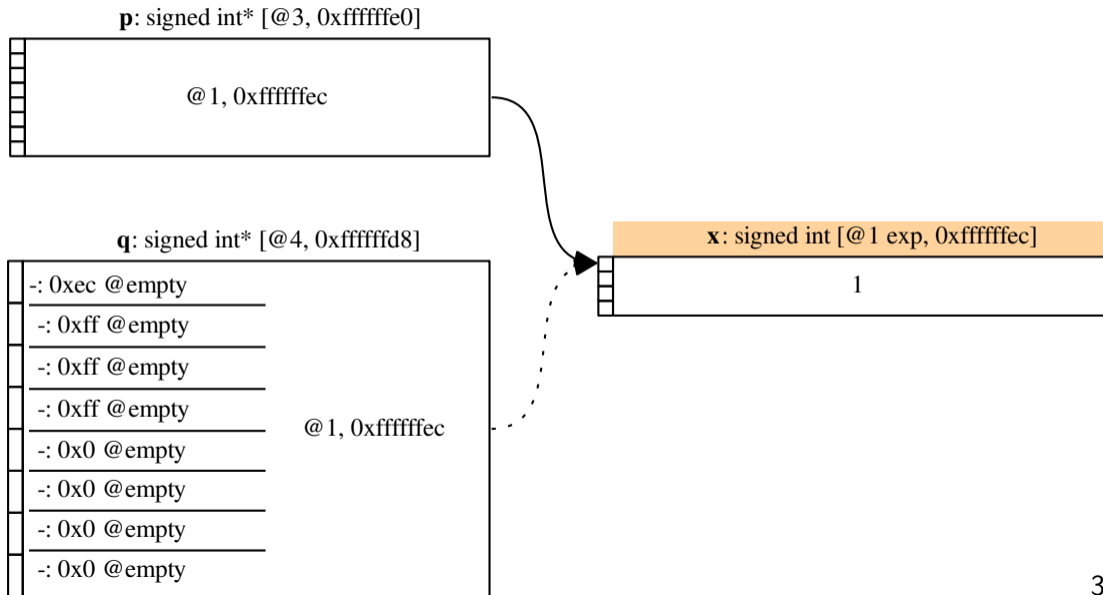 p: signed int* [@3, 0xffffffe0]
@1, 0xffffffec
q: signed int* [@4, 0xffffffd8]
-: 0xec @empty
-: 0xff @empty
-: 0xff @empty
-: 0xff @empty
-: 0x0 @empty
-: 0x0 @empty
-: 0x0 @empty
-: 0x0 @empty
@1, 0xffffffec
x: signed int [@1 exp, 0xffffffec]
1
3